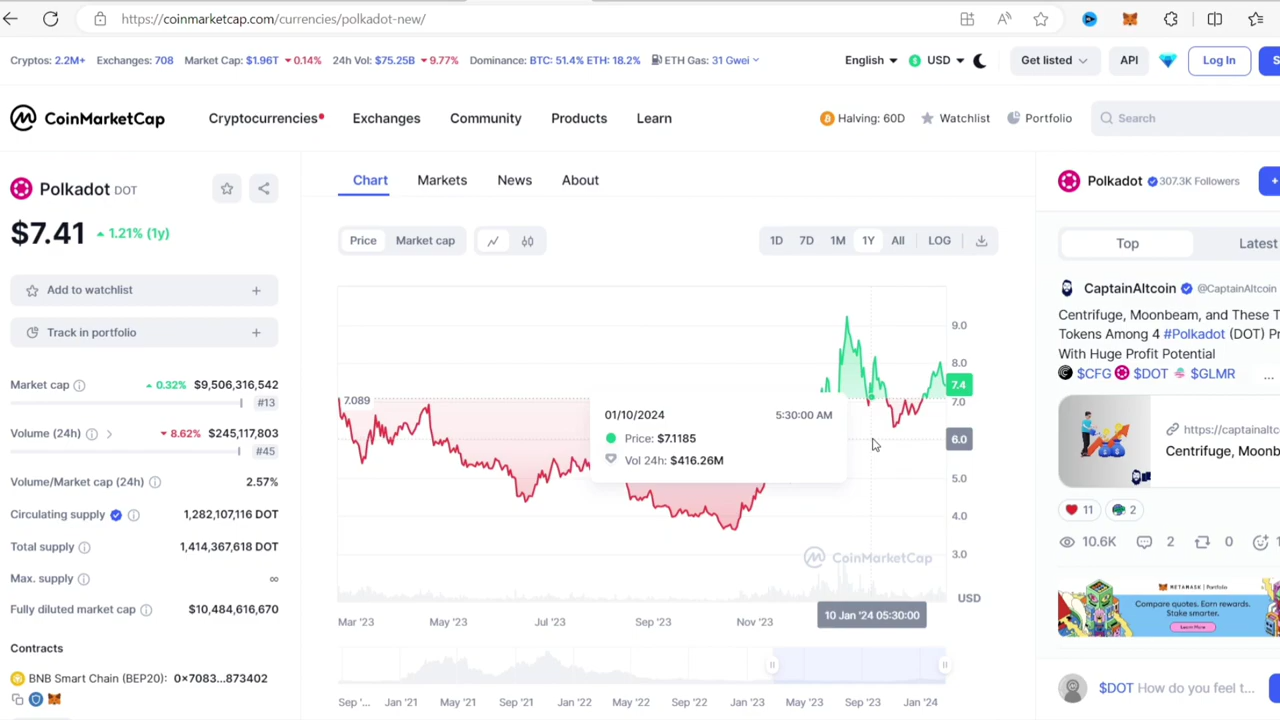 https://coinmarketcap.com/currencies/polkadot-new/
Cryptos: 2.2M+ Exchanges: 708 Market Cap: $1.96T 0.14% 24h Vol: $75.25B 9.77% Dominance: BTC: 51.4% ETH: 18.2% ETH Gas: 31 Gwei English USD Get listed API Log In
CoinMarketCap Cryptocurrencies Exchanges Community Products Learn Halving: 60D Watchlist Portfolio Search
Polkadot DOT
$7.41 1.21% (1y)
Add to watchlist +
Track in portfolio +
Market cap 0.32% $9,506,316,542
#13
Volume (24h) 8.62% $245,117,803
#45
Volume/Market cap (24h) 2.57%
Circulating supply 1,282,107,116 DOT
Total supply 1,414,367,618 DOT
Max. supply ∞
Fully diluted market cap $10,484,616,670
Contracts
BNB Smart Chain (BEP20): 0x7083...873402
Chart Markets News About
Price Market cap 1D 7D 1M 1Y All LOG
9.0
8.0
7.4
7.0
6.0
5.0
4.0
3.0
7.089
01/10/2024 5:30:00 AM
Price: $7.1185
Vol 24h: $416.26M
CoinMarketCap
USD
10 Jan '24 05:30:00
Mar '23 May '23 Jul '23 Sep '23 Nov '23
Sep '... Jan '21 May '21 Sep '21 Jan '22 May '22 Sep '22 Jan '23 May '23 Sep '23 Jan '24
Polkadot 307.3K Followers +
Top Latest
CaptainAltcoin @CaptainAltcoin
Centrifuge, Moonbeam, and These T
Tokens Among 4 #Polkadot (DOT) Pr
With Huge Profit Potential
$CFG $DOT $GLMR ...
https://captainaltc
Centrifuge, Moonb
11 2
10.6K 2 0 1
METAMASK | Portfolio
Compare quotes. Earn rewards.
Stake smarter.
Learn More
$DOT How do you feel t...